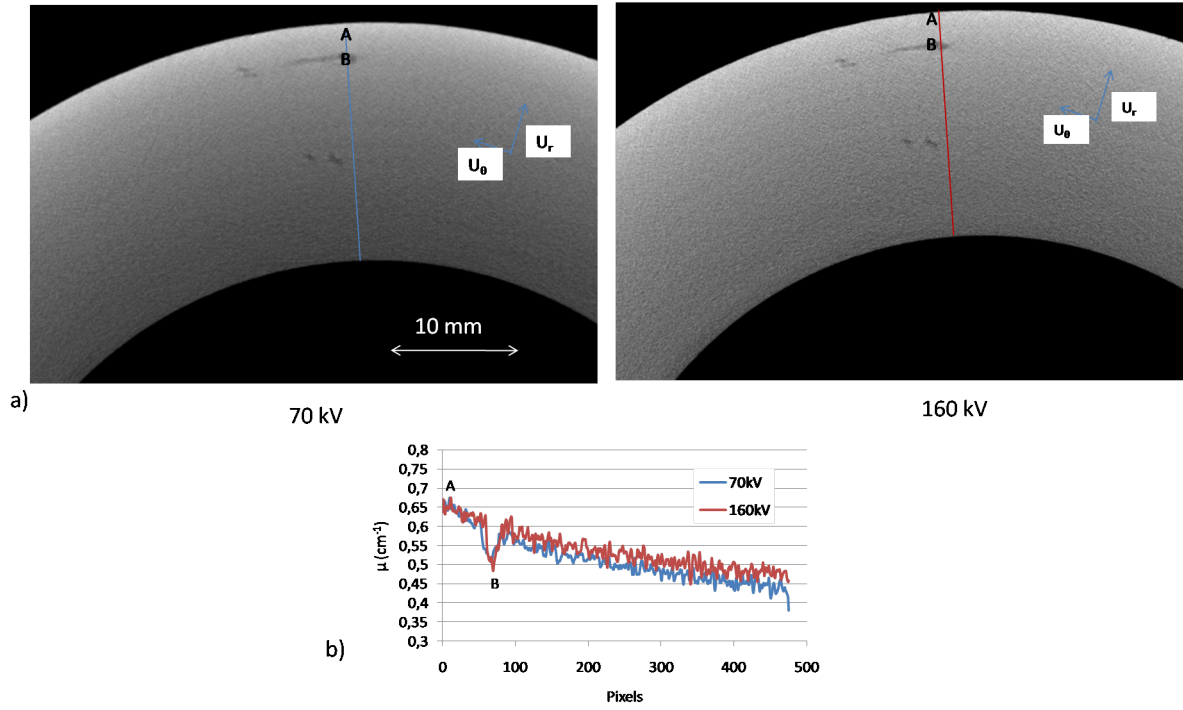 A
B
Uᵣ
U_θ
10 mm
A
B
Uᵣ
U_θ
a)
70 kV
160 kV
0,8
0,75
0,7
0,65
0,6
0,55
0,5
0,45
0,4
0,35
0,3
μ (cm⁻¹)
A
B
70kV
160kV
0 100 200 300 400 500
Pixels
b)